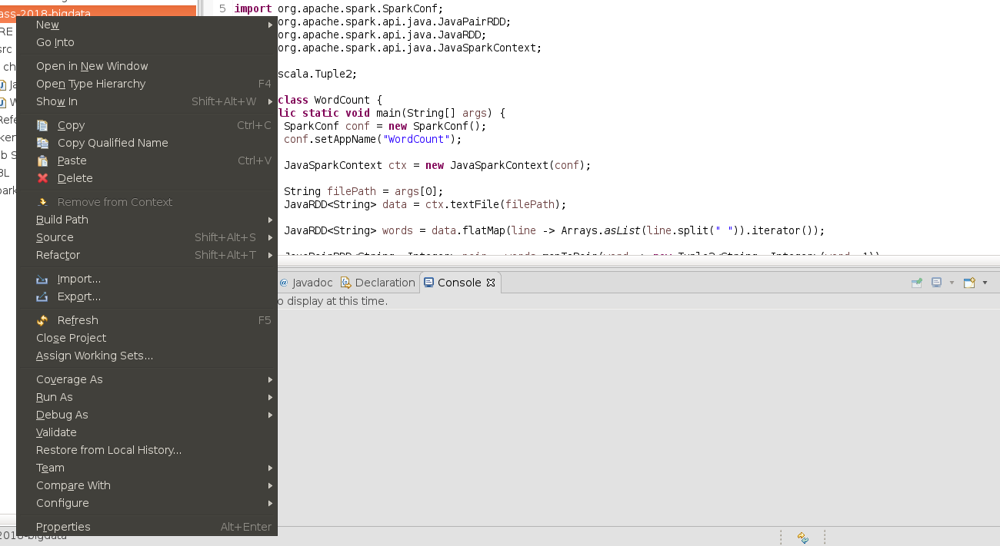 ass-2018-bigdata
New
Go Into
Open in New Window
Open Type Hierarchy F4
Show In Shift+Alt+W
Copy Ctrl+C
Copy Qualified Name
Paste Ctrl+V
Delete
Remove from Context
Build Path
Source Shift+Alt+S
Refactor Shift+Alt+T
Import...
Export...
Refresh F5
Close Project
Assign Working Sets...
Coverage As
Run As
Debug As
Validate
Restore from Local History...
Team
Compare With
Configure
Properties Alt+Enter
RE
src
ch
Ja
W
Refe
ken
b S
BL
park
5 import org.apache.spark.SparkConf;
org.apache.spark.api.java.JavaPairRDD;
org.apache.spark.api.java.JavaRDD;
org.apache.spark.api.java.JavaSparkContext;
scala.Tuple2;
class WordCount {
lic static void main(String[] args) {
SparkConf conf = new SparkConf();
conf.setAppName("WordCount");
JavaSparkContext ctx = new JavaSparkContext(conf);
String filePath = args[0];
JavaRDD<String> data = ctx.textFile(filePath);
JavaRDD<String> words = data.flatMap(line -> Arrays.asList(line.split(" ")).iterator());
@ Javadoc Declaration Console
o display at this time.
2018-bigdata